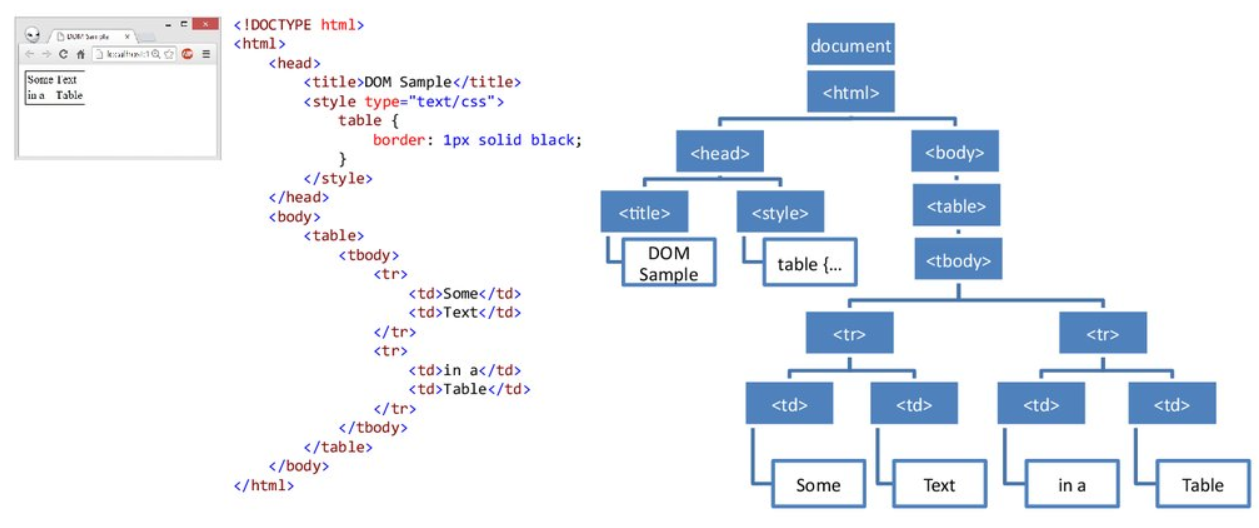 DOM Sample
localhost:1
Some Text
in a Table
<!DOCTYPE html>
<html>
<head>
<title>DOM Sample</title>
<style type="text/css">
table {
border: 1px solid black;
}
</style>
</head>
<body>
<table>
<tbody>
<tr>
<td>Some</td>
<td>Text</td>
</tr>
<tr>
<td>in a</td>
<td>Table</td>
</tr>
</tbody>
</table>
</body>
</html>
document
<html>
<head> <body>
<title> <style> <table>
DOM
Sample
table {...
<tbody>
<tr> <tr>
<td> <td> <td> <td>
Some Text in a Table